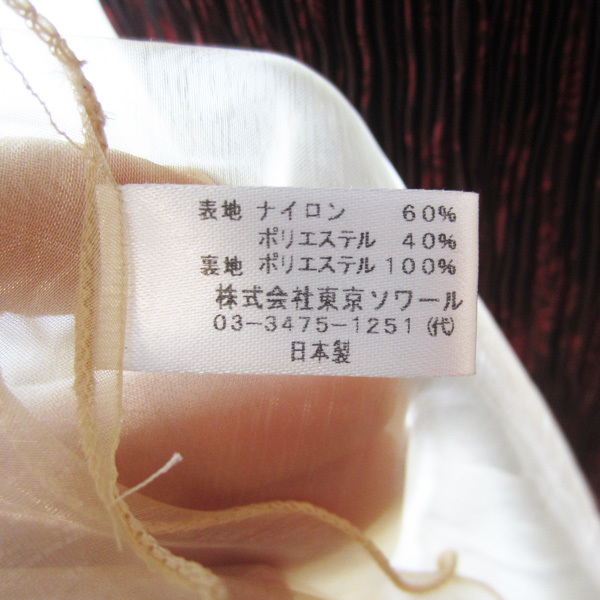 表地 ナイロン 60%
ポリエステル 40%
裏地 ポリエステル 100%
株式会社東京ソワール
03-3475-1251 (代)
日本製